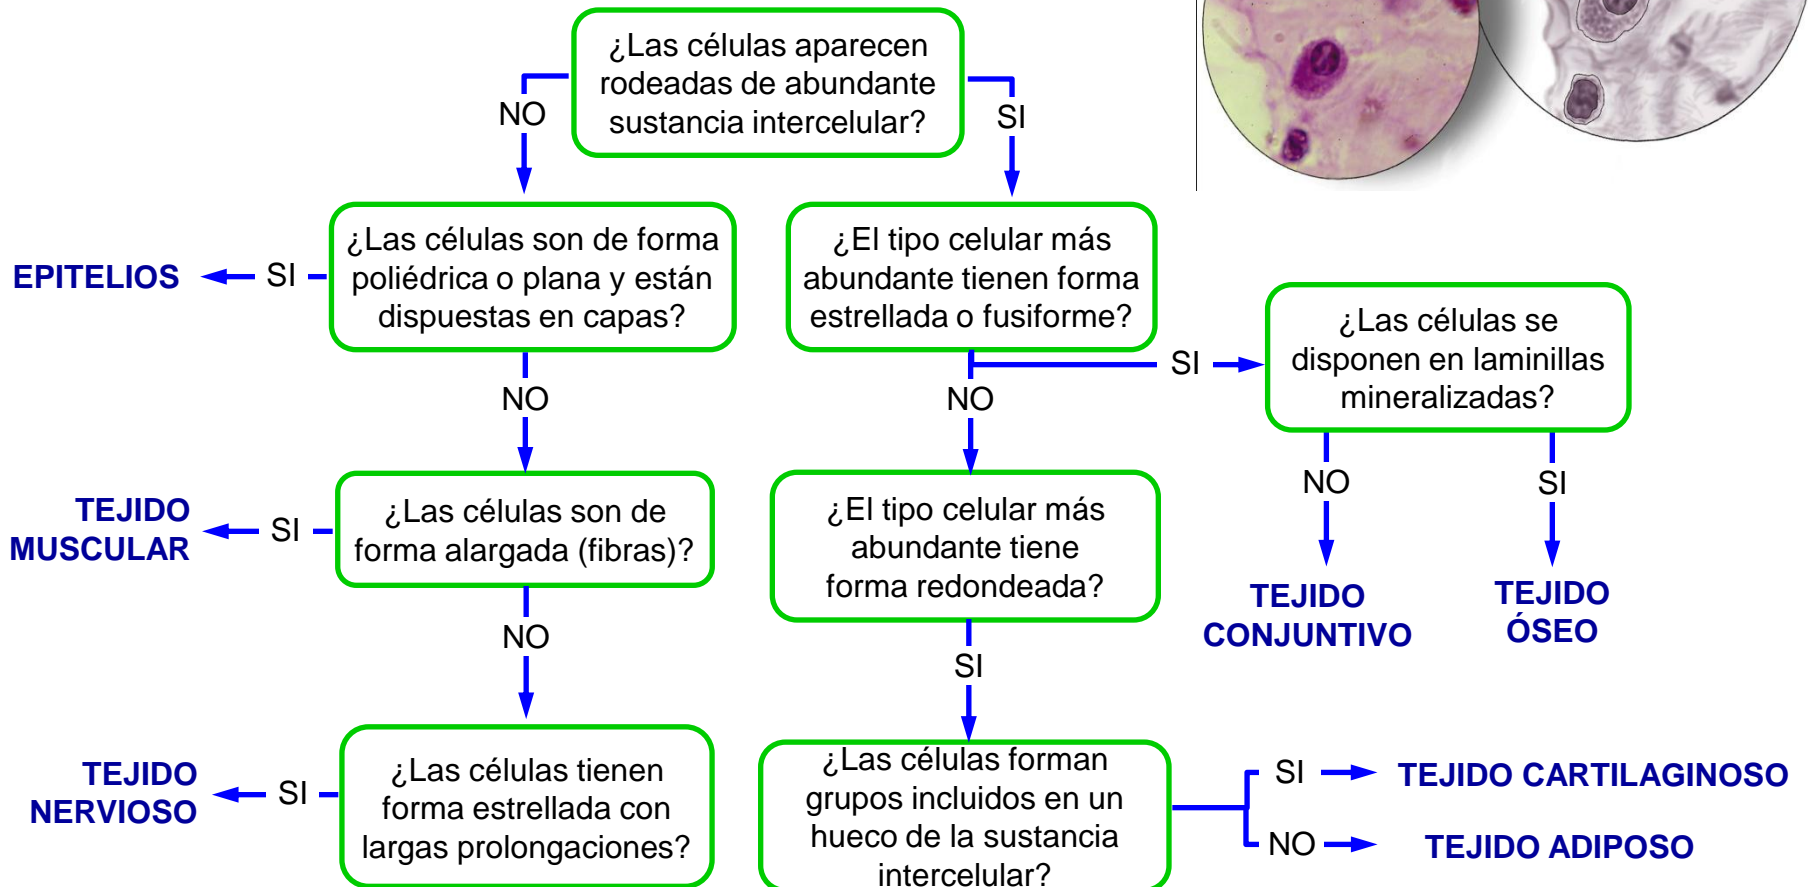 ¿Las células aparecen
rodeadas de abundante
sustancia intercelular?
NO
SI
¿Las células son de forma
poliédrica o plana y están
dispuestas en capas?
SI
EPITELIOS
¿El tipo celular más
abundante tienen forma
estrellada o fusiforme?
SI
¿Las células se
disponen en laminillas
mineralizadas?
NO
NO
NO
SI
TEJIDO
CONJUNTIVO
TEJIDO
ÓSEO
¿Las células son de
forma alargada (fibras)?
SI
TEJIDO
MUSCULAR
¿El tipo celular más
abundante tiene
forma redondeada?
NO
SI
¿Las células tienen
forma estrellada con
largas prolongaciones?
SI
TEJIDO
NERVIOSO
¿Las células forman
grupos incluidos en un
hueco de la sustancia
intercelular?
SI
TEJIDO CARTILAGINOSO
NO
TEJIDO ADIPOSO